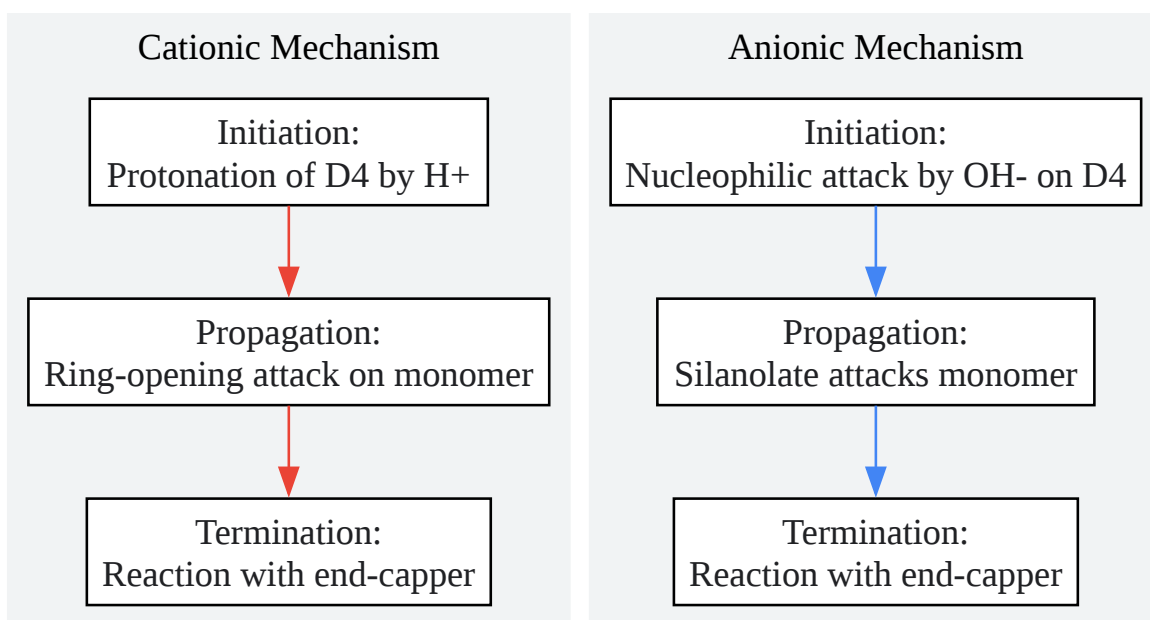 Cationic Mechanism
Initiation:
Protonation of D4 by H+
Propagation:
Ring-opening attack on monomer
Termination:
Reaction with end-capper
Anionic Mechanism
Initiation:
Nucleophilic attack by OH- on D4
Propagation:
Silanolate attacks monomer
Termination:
Reaction with end-capper